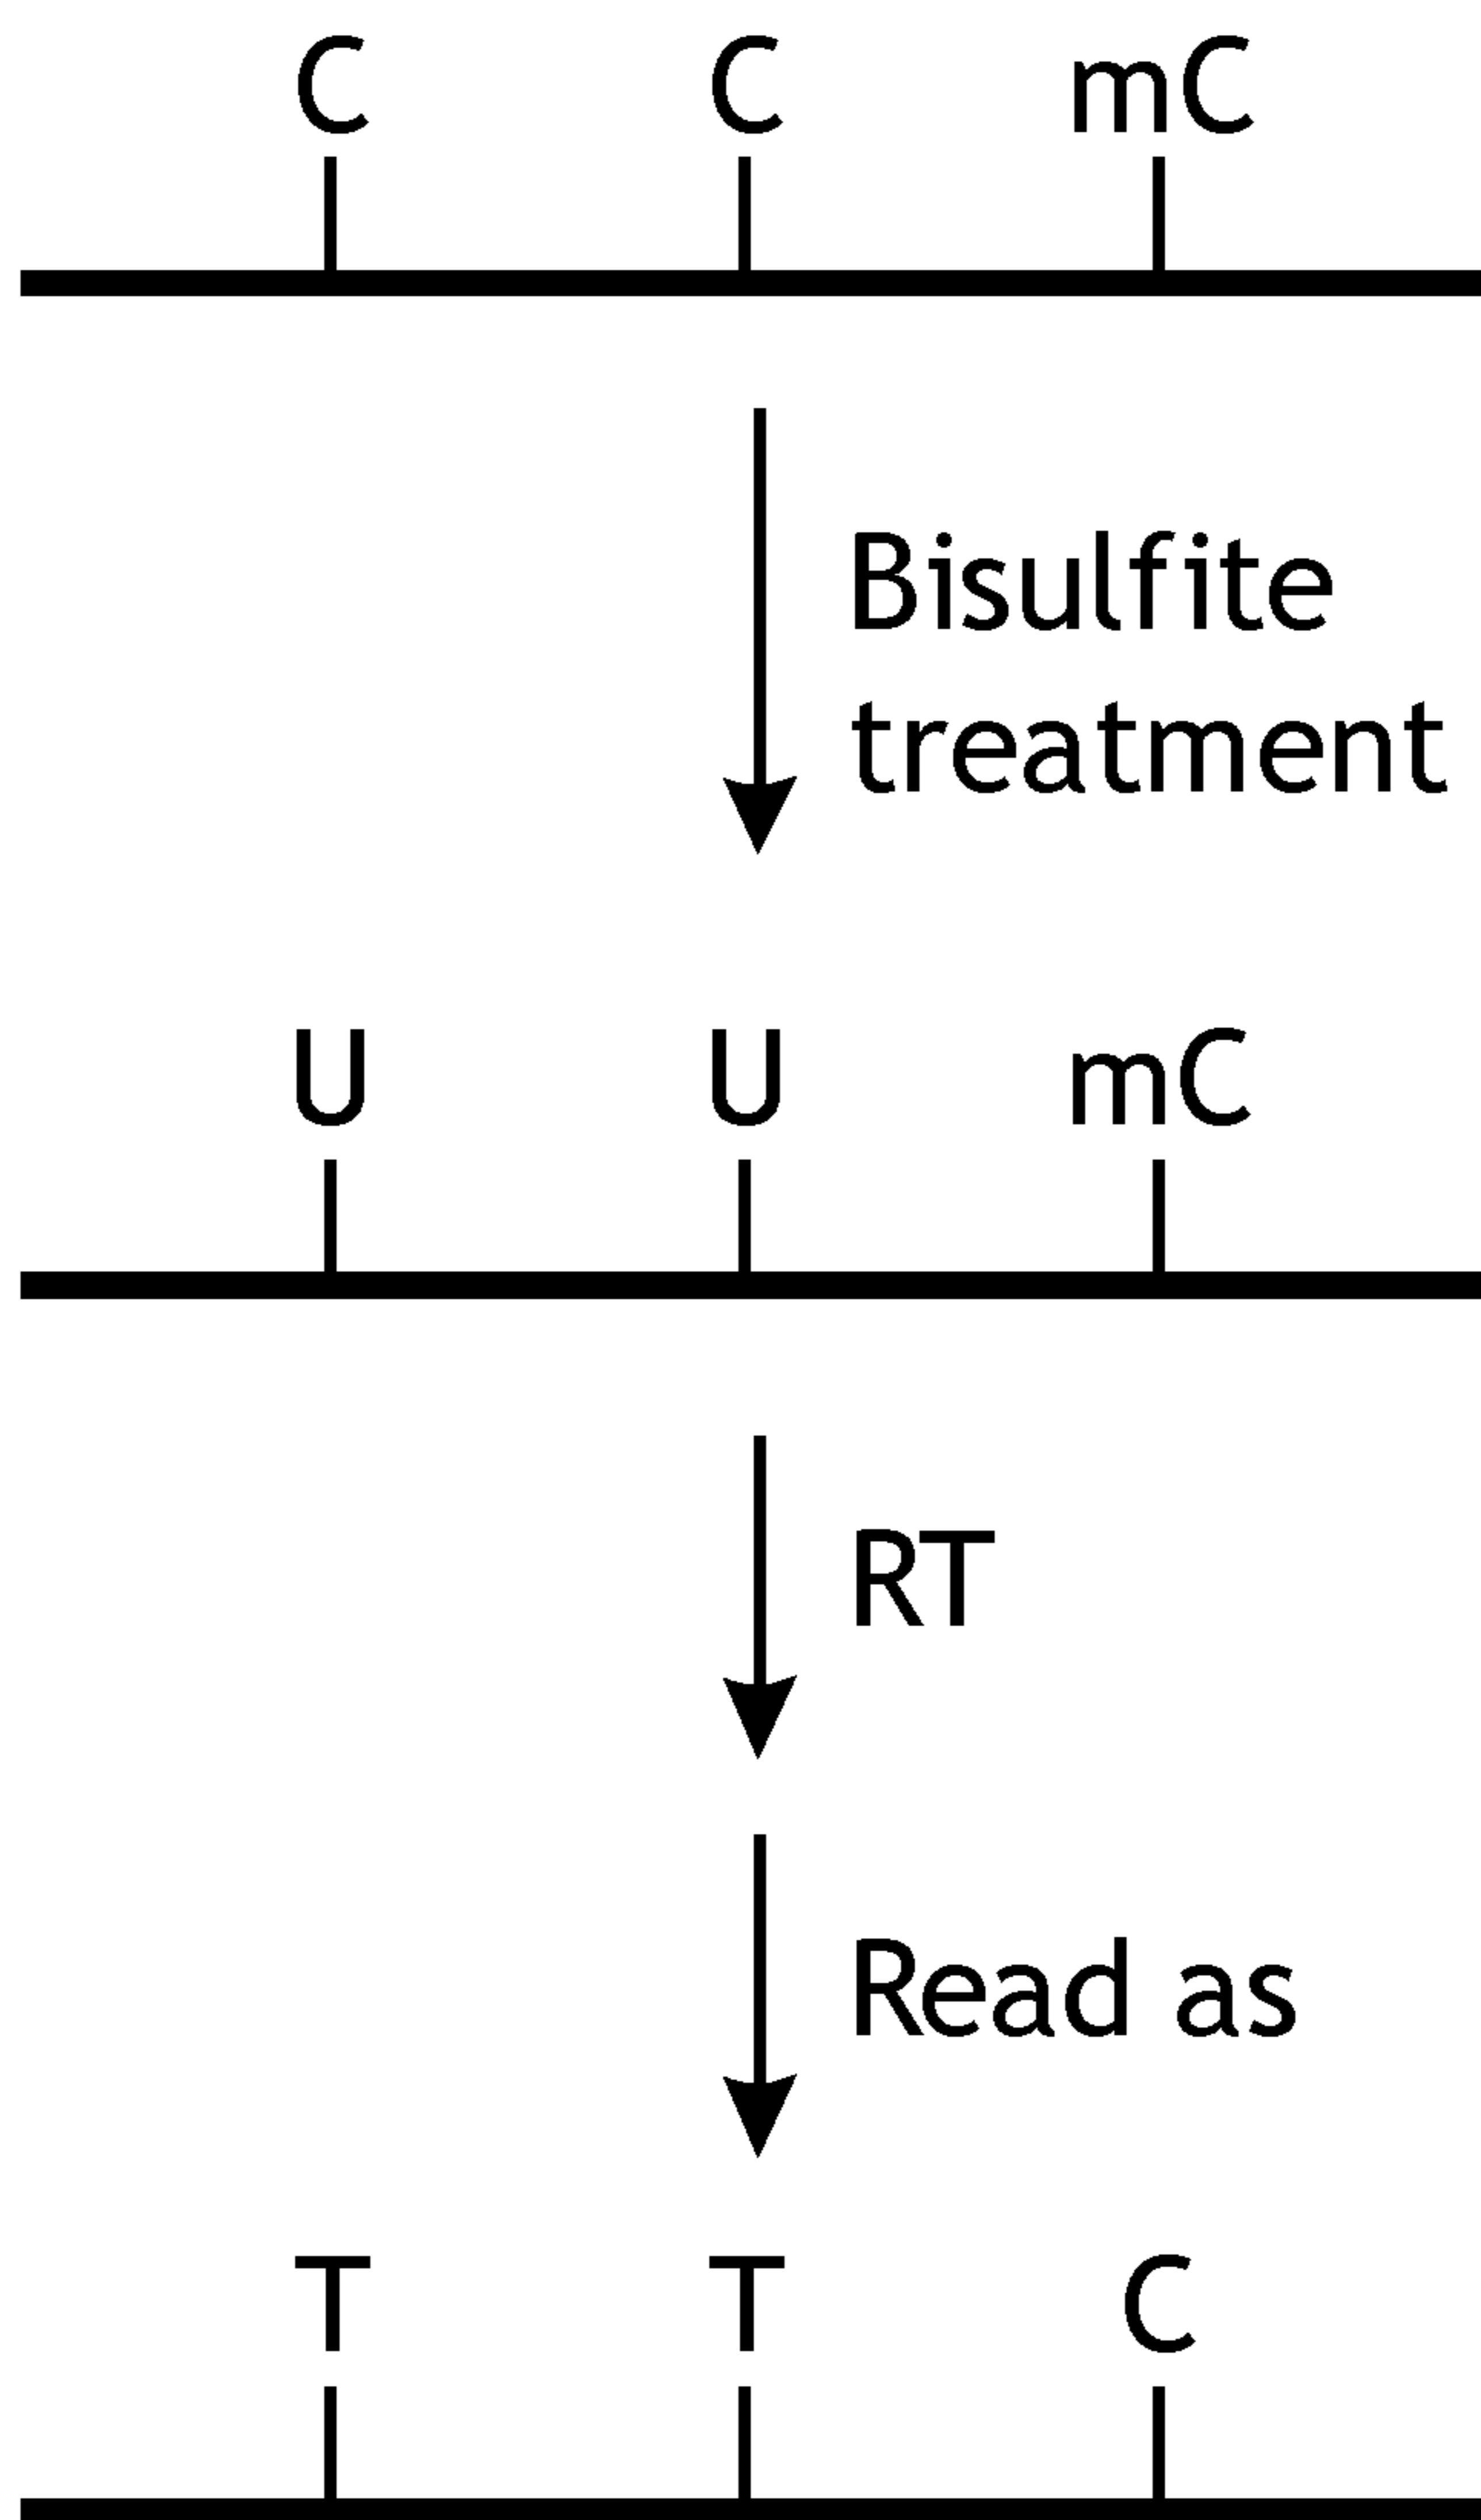 C C mC
Bisulfite
treatment
U U mC
RT
Read as
T T C